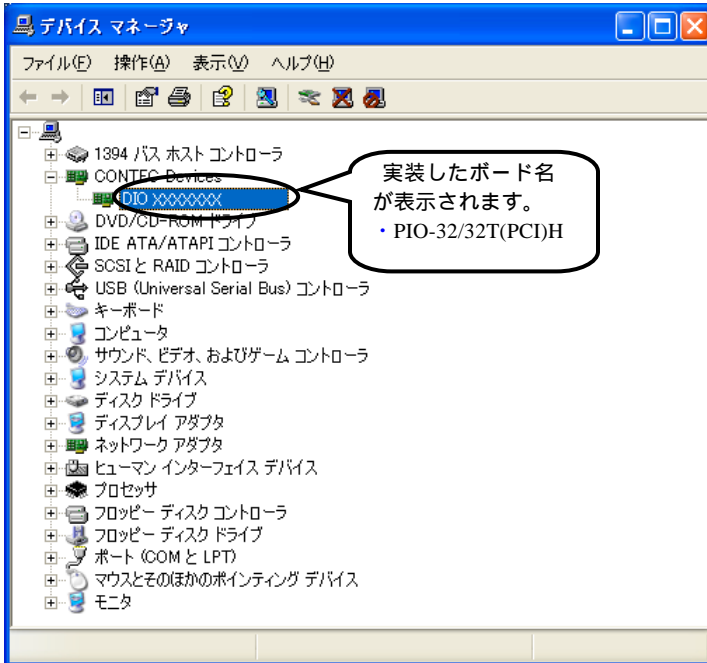 デバイス マネージャ
ファイル(F) 操作(A) 表示(V) ヘルプ(H)
1394 バス ホスト コントローラ
CONTEC Devices
DIO XXXXXXXX
DVD/CD-ROM ドライブ
IDE ATA/ATAPI コントローラ
SCSI と RAID コントローラ
USB (Universal Serial Bus) コントローラ
キーボード
コンピュータ
サウンド、ビデオ、およびゲーム コントローラ
システム デバイス
ディスク ドライブ
ディスプレイ アダプタ
ネットワーク アダプタ
ヒューマン インターフェイス デバイス
プロセッサ
フロッピー ディスク コントローラ
フロッピー ディスク ドライブ
ポート (COM と LPT)
マウスとそのほかのポインティング デバイス
モニタ
実装したボード名
が表示されます。
・PIO-32/32T(PCI)H